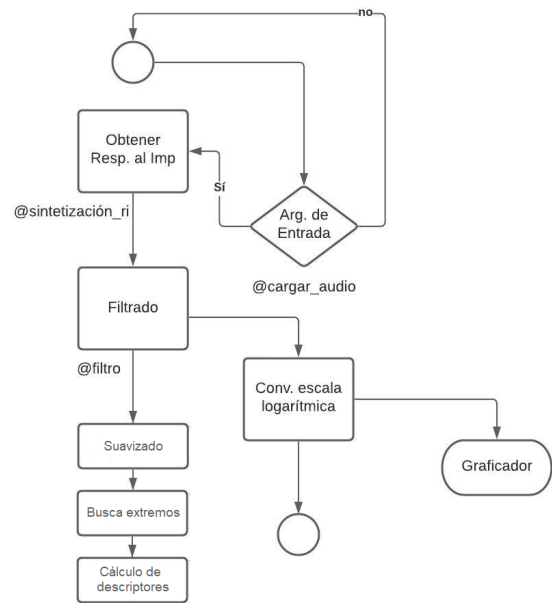 no
Obtener
Resp. al Imp
Sí
@sintetización_ri
Arg. de
Entrada
@cargar_audio
Filtrado
@filtro
Conv. escala
logarítmica
Suavizado
Graficador
Busca extremos
Cálculo de
descriptores